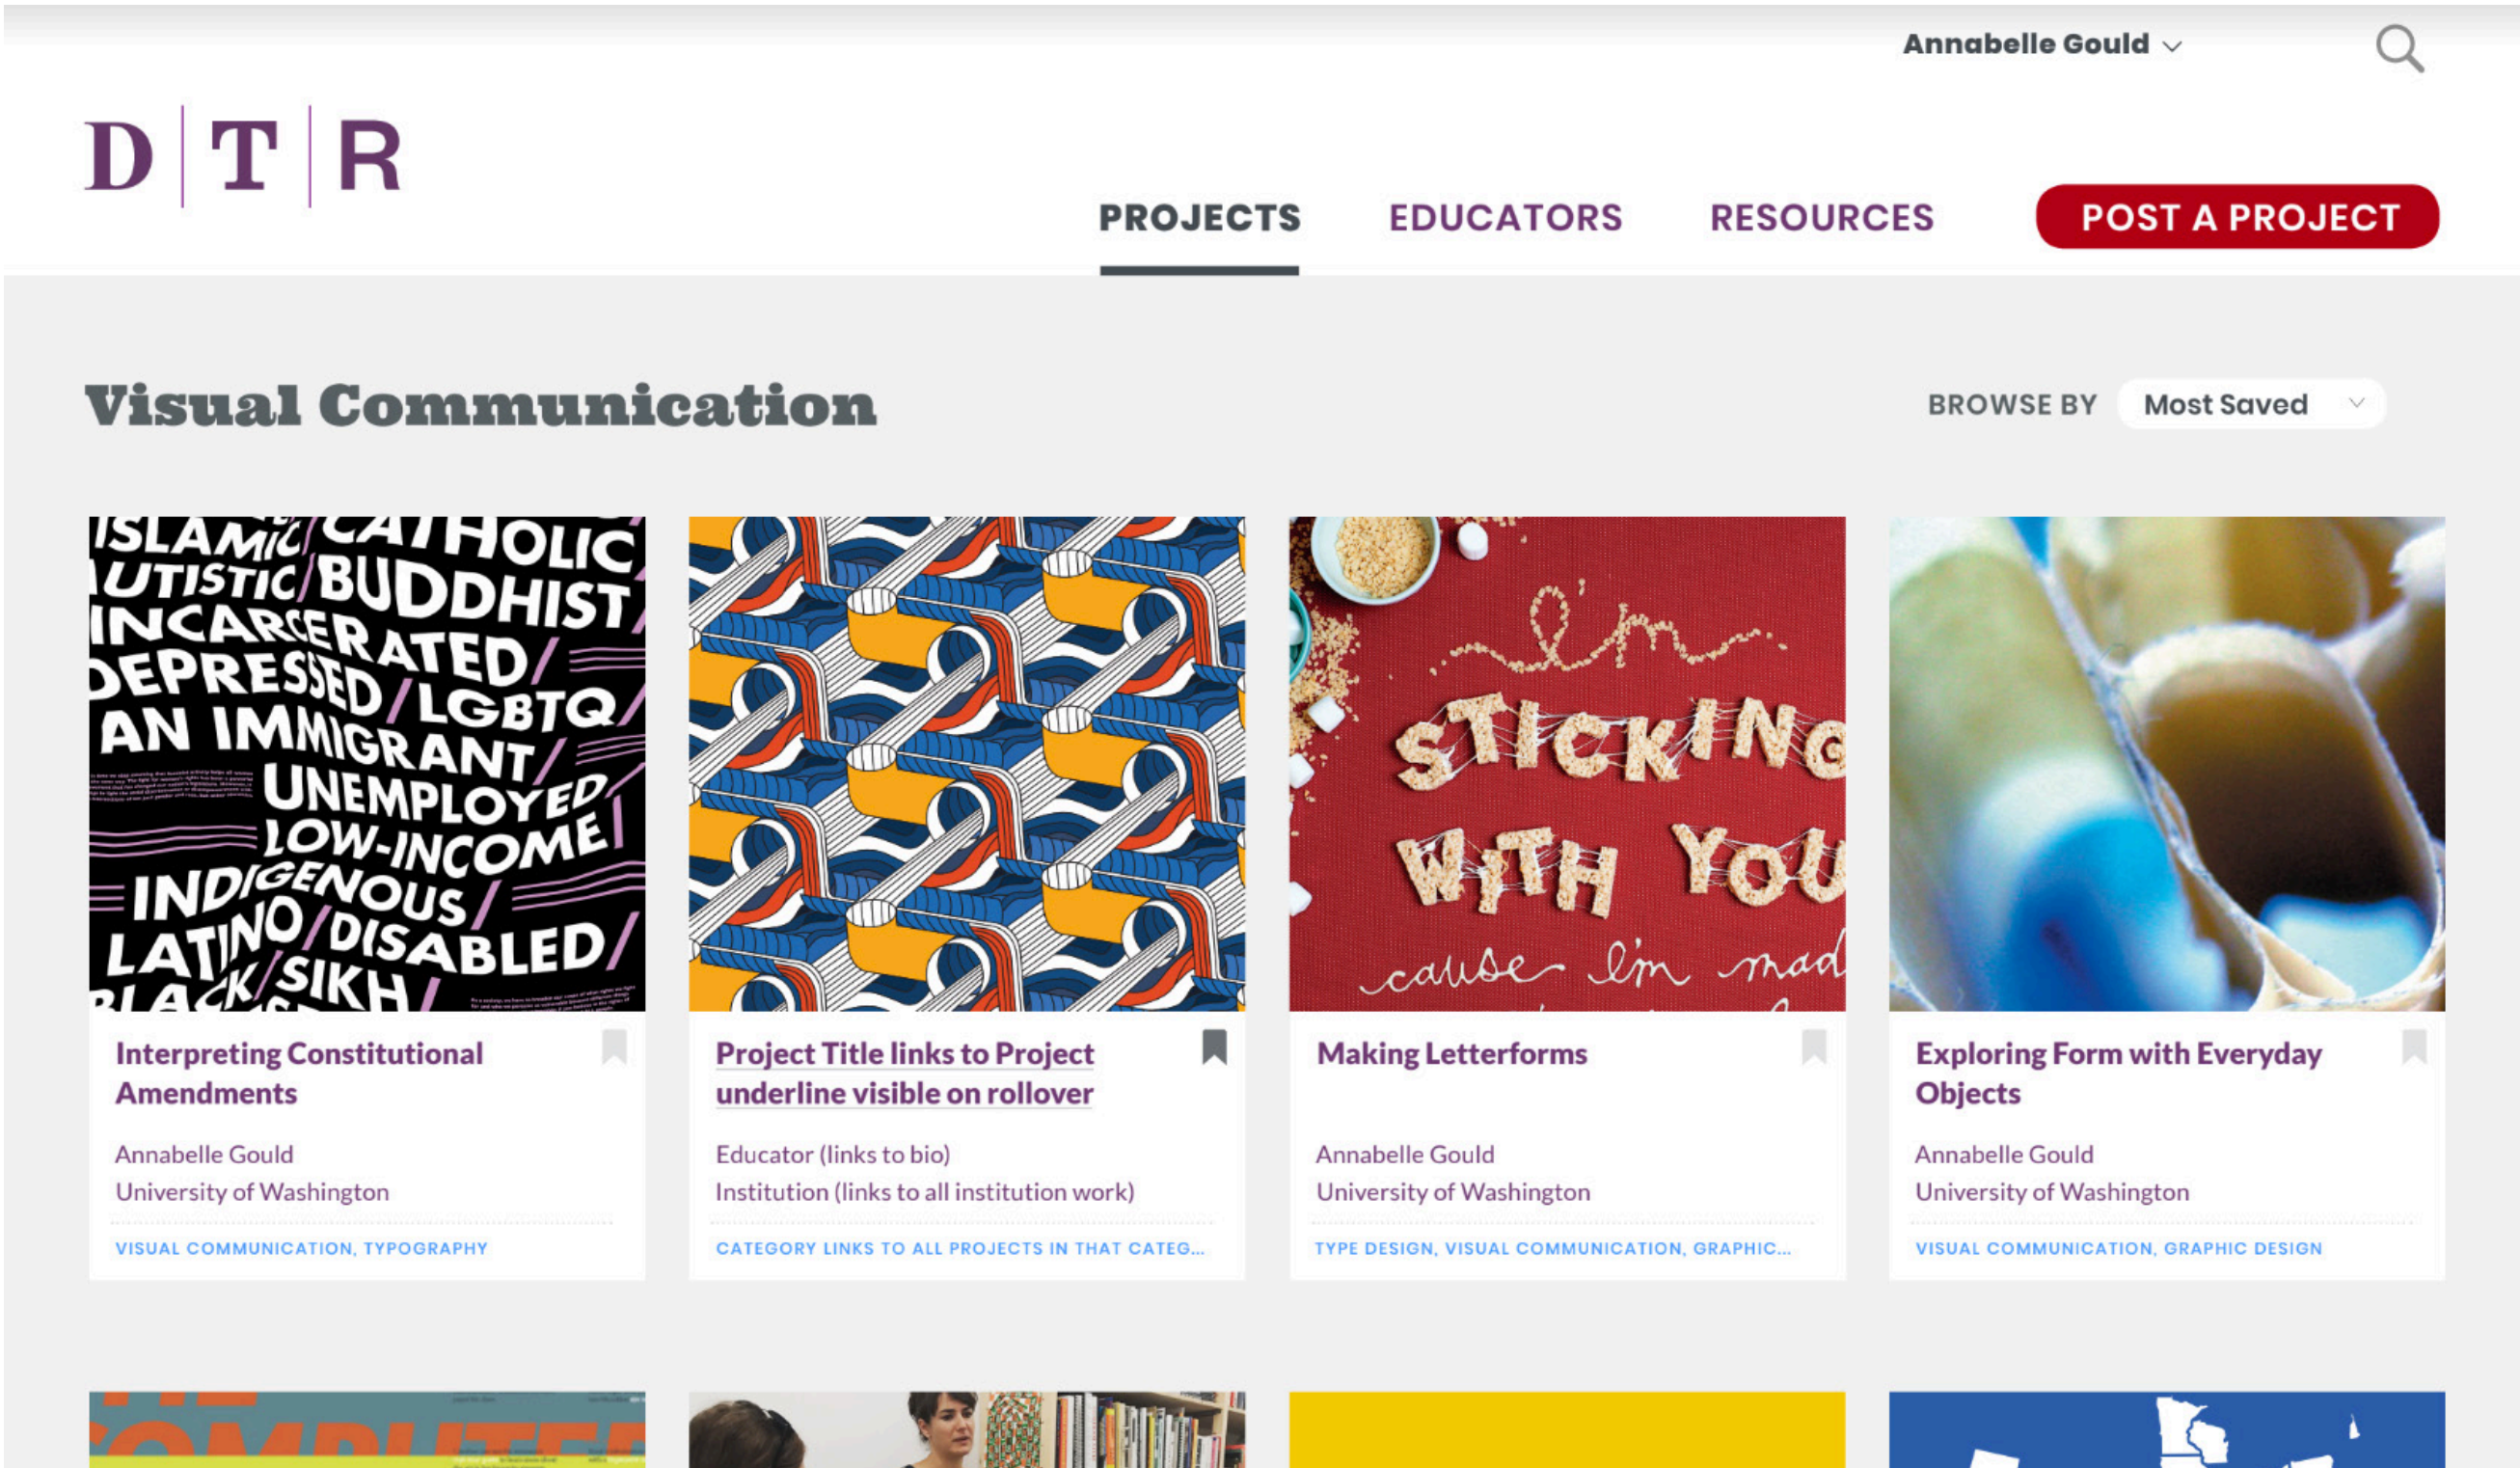 Annabelle Gould
D T R
PROJECTS EDUCATORS RESOURCES POST A PROJECT
Visual Communication
BROWSE BY Most Saved
ISLAMIC/CATHOLIC
AUTISTIC/BUDDHIST/
INCARCERATED/
DEPRESSED/LGBTQ/
AN IMMIGRANT/
UNEMPLOYED/
LOW-INCOME
INDIGENOUS/
LATINO/DISABLED/
BLACK/SIKH/
i'm
STICKING
WITH YOU
cause i'm mad
Interpreting Constitutional
Amendments
Annabelle Gould
University of Washington
VISUAL COMMUNICATION, TYPOGRAPHY
Project Title links to Project
underline visible on rollover
Educator (links to bio)
Institution (links to all institution work)
CATEGORY LINKS TO ALL PROJECTS IN THAT CATEG...
Making Letterforms
Annabelle Gould
University of Washington
TYPE DESIGN, VISUAL COMMUNICATION, GRAPHIC...
Exploring Form with Everyday
Objects
Annabelle Gould
University of Washington
VISUAL COMMUNICATION, GRAPHIC DESIGN
THE
COMPUTER